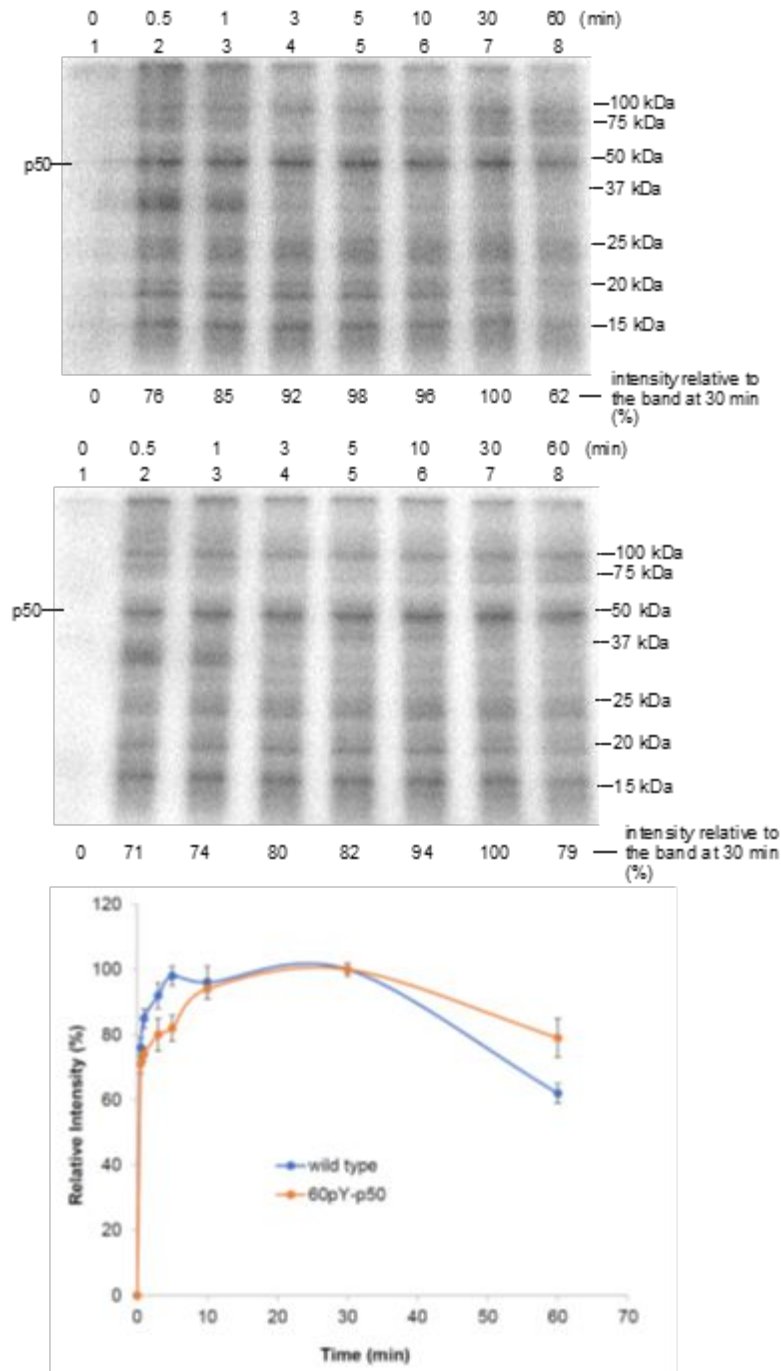 0 0.5 1 3 5 10 30 60 (min)
1 2 3 4 5 6 7 8
100 kDa
75 kDa
p50
50 kDa
37 kDa
25 kDa
20 kDa
15 kDa
0 76 85 92 98 96 100 62
intensity relative to
the band at 30 min
(%)
0 0.5 1 3 5 10 30 60 (min)
1 2 3 4 5 6 7 8
100 kDa
75 kDa
p50
50 kDa
37 kDa
25 kDa
20 kDa
15 kDa
0 71 74 80 82 94 100 79
intensity relative to
the band at 30 min
(%)
120
100
80
60
40
20
0
Relative Intensity (%)
wild type
60pY-p50
0 10 20 30 40 50 60 70
Time (min)